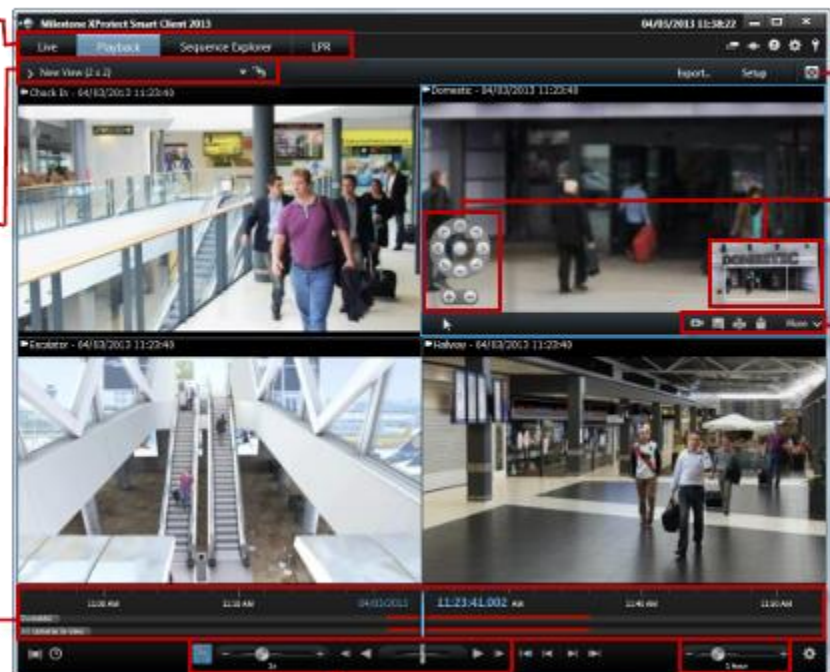 Milestone XProtect Smart Client 2013
04/03/2013 11:38:22
Live Playback Sequence Explorer LPR
New View (2 x 2)
Export... Setup
Check In - 04/03/2013 11:23:40
Domestic - 04/03/2013 11:23:40
DOMESTIC
More
Escalator - 04/03/2013 11:23:40
Hallway - 04/03/2013 11:23:40
11:00 AM
11:10 AM
04/03/2013
11:23:41.002 AM
11:40 AM
11:50 AM
Domestic
1x
1 hour